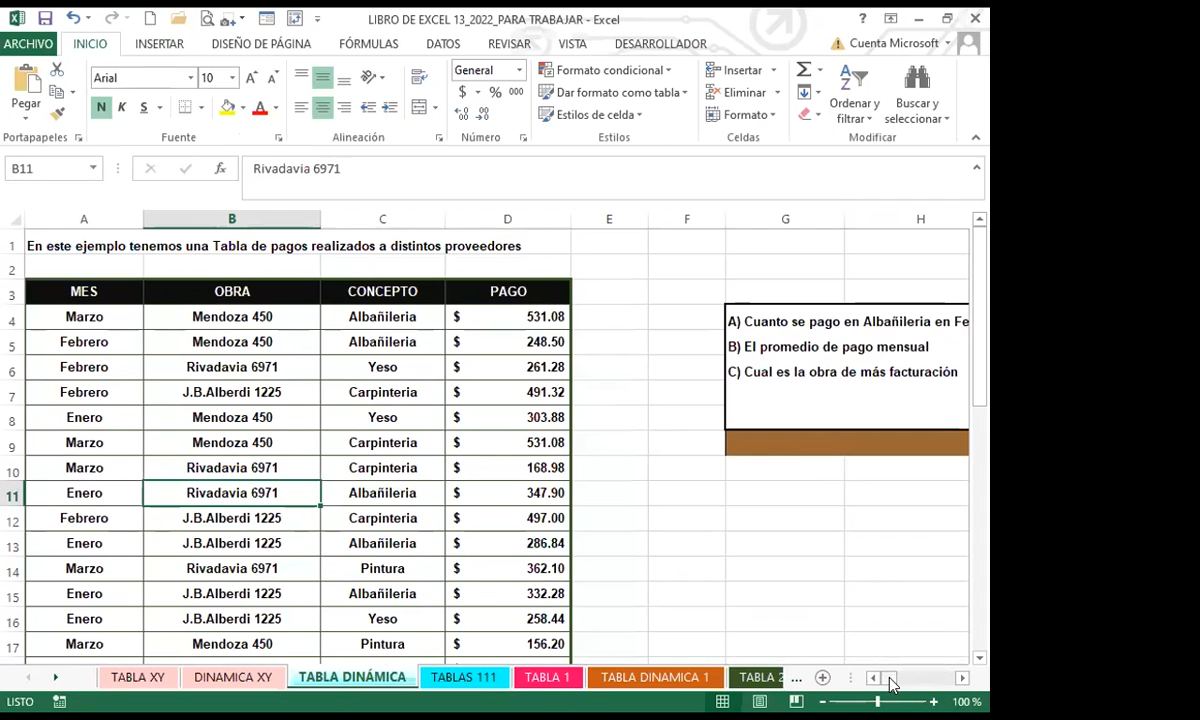 LIBRO DE EXCEL 13_2022_PARA TRABAJAR - Excel
?
ARCHIVO INICIO INSERTAR DISEÑO DE PÁGINA FÓRMULAS DATOS REVISAR VISTA DESARROLLADOR Cuenta Microsoft
Pegar
Arial 10
N K S
General
$ % 000
Formato condicional
Dar formato como tabla
Estilos de celda
Insertar
Eliminar
Formato
Ordenar y filtrar
Buscar y seleccionar
Portapapeles Fuente Alineación Número Estilos Celdas Modificar
B11 fx Rivadavia 6971
A B C D E F G H
1 En este ejemplo tenemos una Tabla de pagos realizados a distintos proveedores
2
3 MES OBRA CONCEPTO PAGO
4 Marzo Mendoza 450 Albañileria $ 531.08 A) Cuanto se pago en Albañileria en Fe
5 Febrero Mendoza 450 Albañileria $ 248.50 B) El promedio de pago mensual
6 Febrero Rivadavia 6971 Yeso $ 261.28 C) Cual es la obra de más facturación
7 Febrero J.B.Alberdi 1225 Carpinteria $ 491.32
8 Enero Mendoza 450 Yeso $ 303.88
9 Marzo Mendoza 450 Carpinteria $ 531.08
10 Marzo Rivadavia 6971 Carpinteria $ 168.98
11 Enero Rivadavia 6971 Albañileria $ 347.90
12 Febrero J.B.Alberdi 1225 Carpinteria $ 497.00
13 Enero J.B.Alberdi 1225 Albañileria $ 286.84
14 Marzo Rivadavia 6971 Pintura $ 362.10
15 Enero J.B.Alberdi 1225 Albañileria $ 332.28
16 Enero J.B.Alberdi 1225 Yeso $ 258.44
17 Marzo Mendoza 450 Pintura $ 156.20
TABLA XY DINAMICA XY TABLA DINÁMICA TABLAS 111 TABLA 1 TABLA DINAMICA 1 TABLA 2 ...
LISTO 100 %